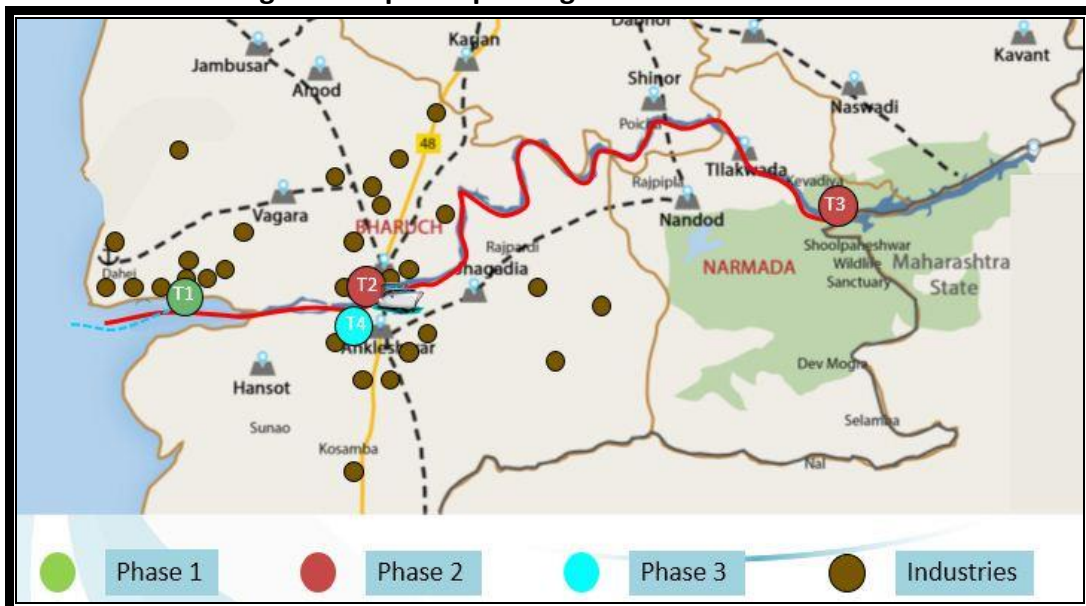 Kavant
Karjan
Jambusar
Shinor
Amod
Naswadi
Poicha
48
Tilakwada
Rajpipla
Kevadiya
Vagara
T3
Nandod
BHARUCH
Rajpardi
Shoolpaneshwar
Wildlife
Sanctuary
Maharashtra
State
NARMADA
Dahej
Jhagadia
T1
T2
T4
Ankleshwar
Hansot
Dev Mogra
Sunao
Selamba
Kosamba
Nal
Phase 1
Phase 2
Phase 3
Industries